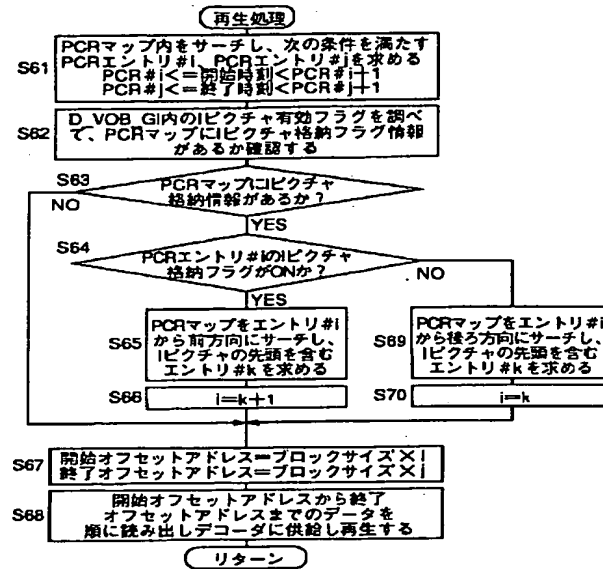 再生処理
S61
PCRマップ内をサーチし、次の条件を満たす
PCRエントリ#i、PCRエントリ#jを求める
PCR#i<=開始時刻<PCR#i+1
PCR#j<=終了時刻<PCR#j+1
S62
D_VOB_GI内のIピクチャ有効フラグを調べ
て、PCRマップにIピクチャ格納フラグ情報
があるか確認する
S63
PCRマップにIピクチャ
格納情報があるか?
NO
YES
S64
PCRエントリ#iのIピクチャ
格納フラグがONか?
NO
YES
S65
PCRマップをエントリ#i
から前方向にサーチし、
Iピクチャの先頭を含む
エントリ#kを求める
S69
PCRマップをエントリ#i
から後ろ方向にサーチし、
Iピクチャの先頭を含む
エントリ#kを求める
S66
i=k+1
S70
i=k
S67
開始オフセットアドレス=ブロックサイズ×i
終了オフセットアドレス=ブロックサイズ×j
S68
開始オフセットアドレスから終了
オフセットアドレスまでのデータを
順に読み出しデコーダに供給し再生する
リターン